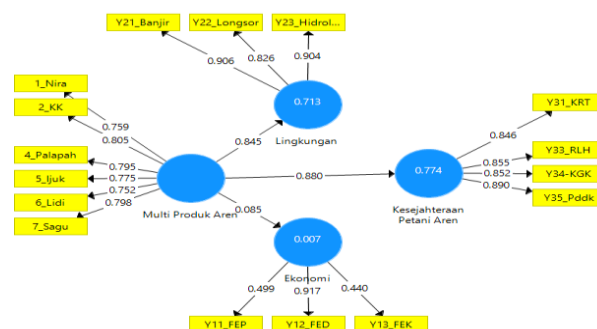 Y21_Banjir
Y22_Longsor
Y23_Hidrol...
0.906
0.826
0.904
1_Nira
2_KK
0.713
Y31_KRT
0.759
0.805
Lingkungan
0.846
4_Palapah
0.795
0.845
Y33_RLH
0.855
5_Ijuk
0.775
0.774
0.852
Y34-KGK
0.880
6_Lidi
0.752
0.890
Y35_Pddk
0.798
7_Sagu
Multi Produk Aren
0.085
Kesejahteraan
Petani Aren
0.007
Ekonomi
0.499
0.917
0.440
Y11_FEP
Y12_FED
Y13_FEK